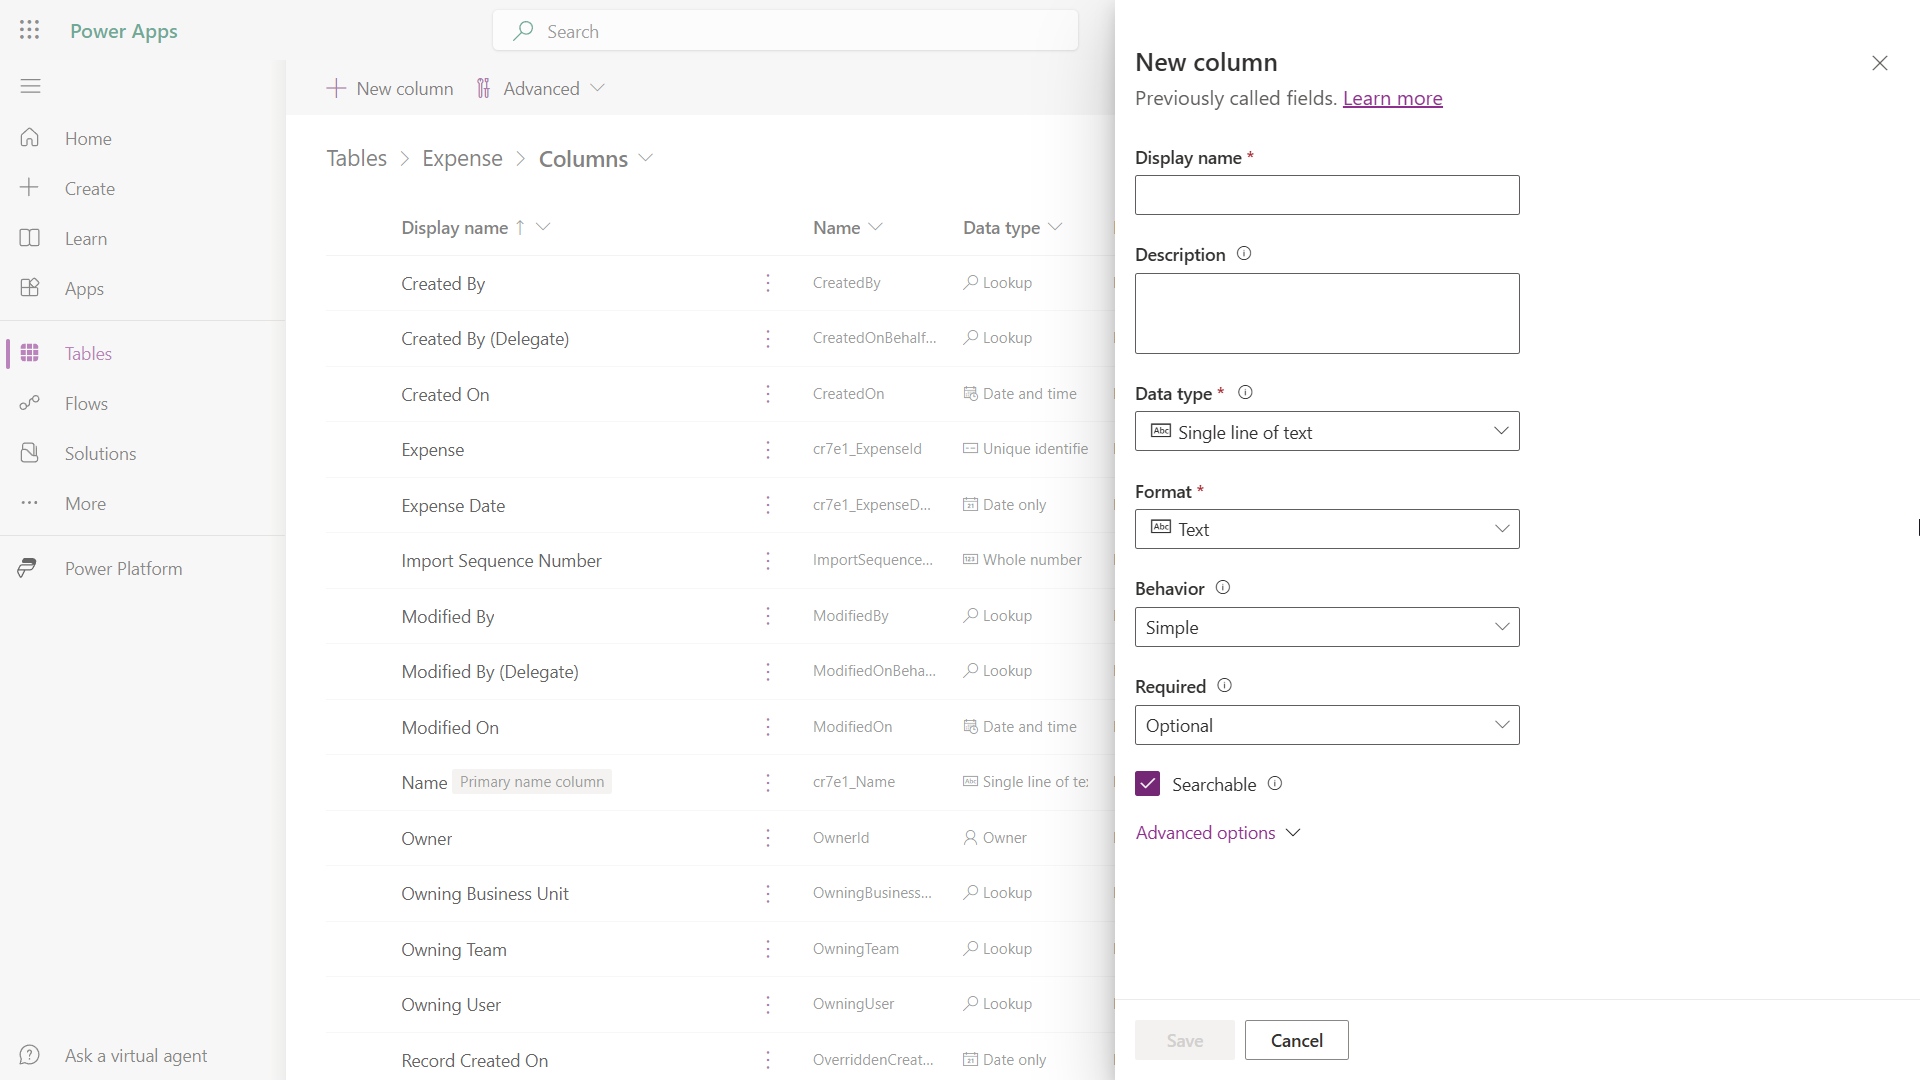 Power Apps
Search
Home
Create
Learn
Apps
Tables
Flows
Solutions
More
Power Platform
Ask a virtual agent
New column
Advanced
Tables
Expense
Columns
Display name
Name
Data type
Created By
CreatedBy
Lookup
Created By (Delegate)
CreatedOnBehalf...
Lookup
Created On
CreatedOn
Date and time
Expense
cr7e1_ExpenseId
Unique identifie
Expense Date
cr7e1_ExpenseD...
Date only
Import Sequence Number
ImportSequence...
Whole number
Modified By
ModifiedBy
Lookup
Modified By (Delegate)
ModifiedOnBeha...
Lookup
Modified On
ModifiedOn
Date and time
Name
Primary name column
cr7e1_Name
Single line of te
Owner
OwnerId
Owner
Owning Business Unit
OwningBusiness...
Lookup
Owning Team
OwningTeam
Lookup
Owning User
OwningUser
Lookup
Record Created On
OverriddenCreat...
Date only
New column
Previously called fields. Learn more
Display name *
Description
Data type *
Abc
Single line of text
Format *
Abc
Text
Behavior
Simple
Required
Optional
Searchable
Advanced options
Save
Cancel